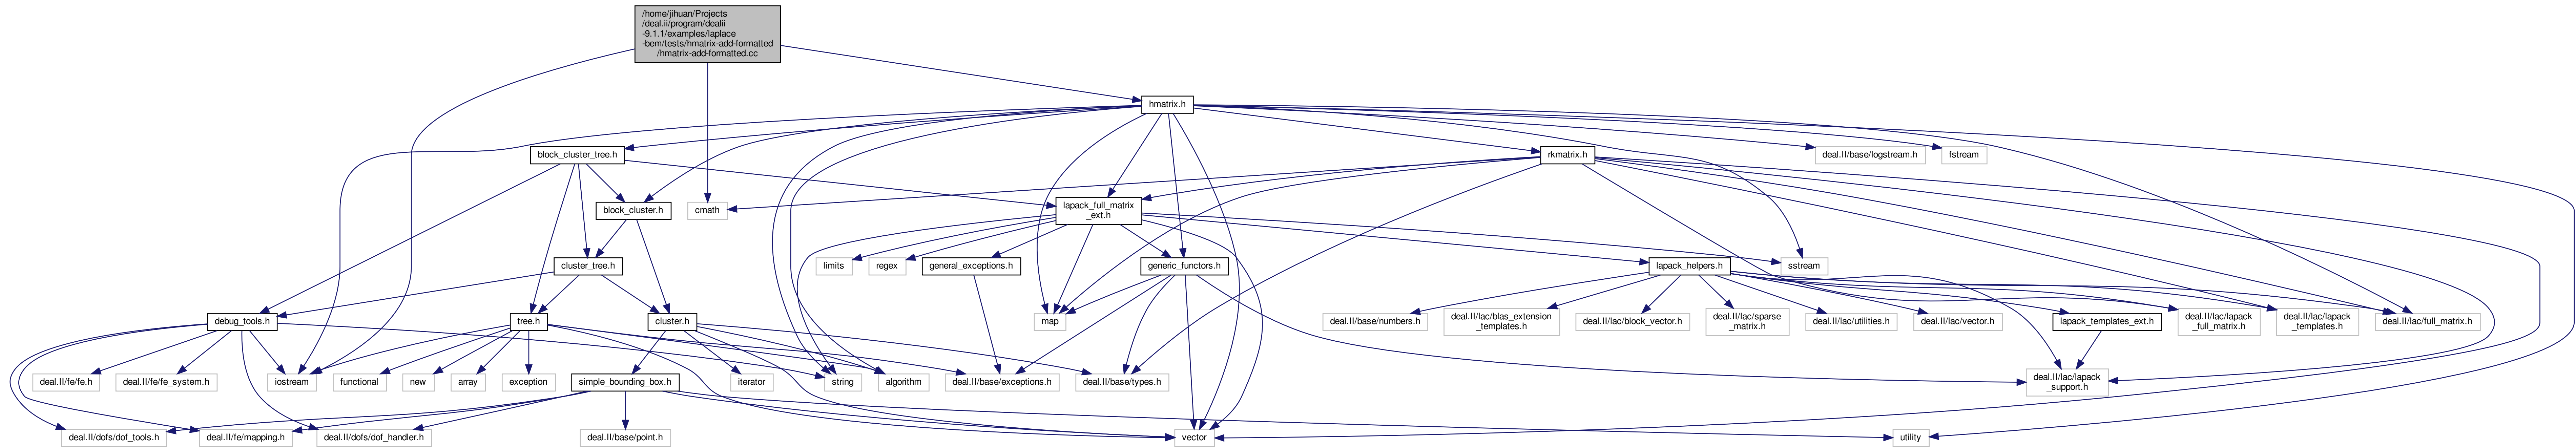 /home/jihuan/Projects
/deal.ii/program/dealii
-9.1.1/examples/laplace
-bem/tests/hmatrix-add-formatted
/hmatrix-add-formatted.cc
hmatrix.h
block_cluster_tree.h
rkmatrix.h
deal.II/base/logstream.h
fstream
block_cluster.h
cmath
lapack_full_matrix
_ext.h
cluster_tree.h
limits
regex
general_exceptions.h
generic_functors.h
lapack_helpers.h
sstream
debug_tools.h
tree.h
cluster.h
map
deal.II/base/numbers.h
deal.II/lac/blas_extension
_templates.h
deal.II/lac/block_vector.h
deal.II/lac/sparse
_matrix.h
deal.II/lac/utilities.h
deal.II/lac/vector.h
lapack_templates_ext.h
deal.II/lac/lapack
_full_matrix.h
deal.II/lac/lapack
_templates.h
deal.II/lac/full_matrix.h
deal.II/fe/fe.h
deal.II/fe/fe_system.h
iostream
functional
new
array
exception
simple_bounding_box.h
iterator
string
algorithm
deal.II/base/exceptions.h
deal.II/base/types.h
deal.II/lac/lapack
_support.h
deal.II/dofs/dof_tools.h
deal.II/fe/mapping.h
deal.II/dofs/dof_handler.h
deal.II/base/point.h
vector
utility